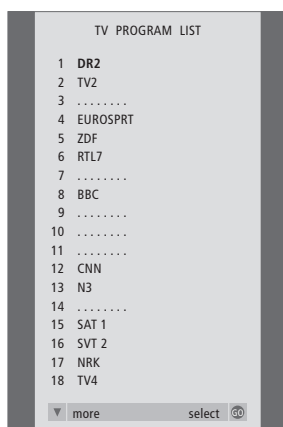 TV PROGRAM LIST
1 DR2
2 TV2
3 ........
4 EUROSPRT
5 ZDF
6 RTL7
7 ........
8 BBC
9 ........
10 ........
11 ........
12 CNN
13 N3
14 ........
15 SAT 1
16 SVT 2
17 NRK
18 TV4
▼ more select GO